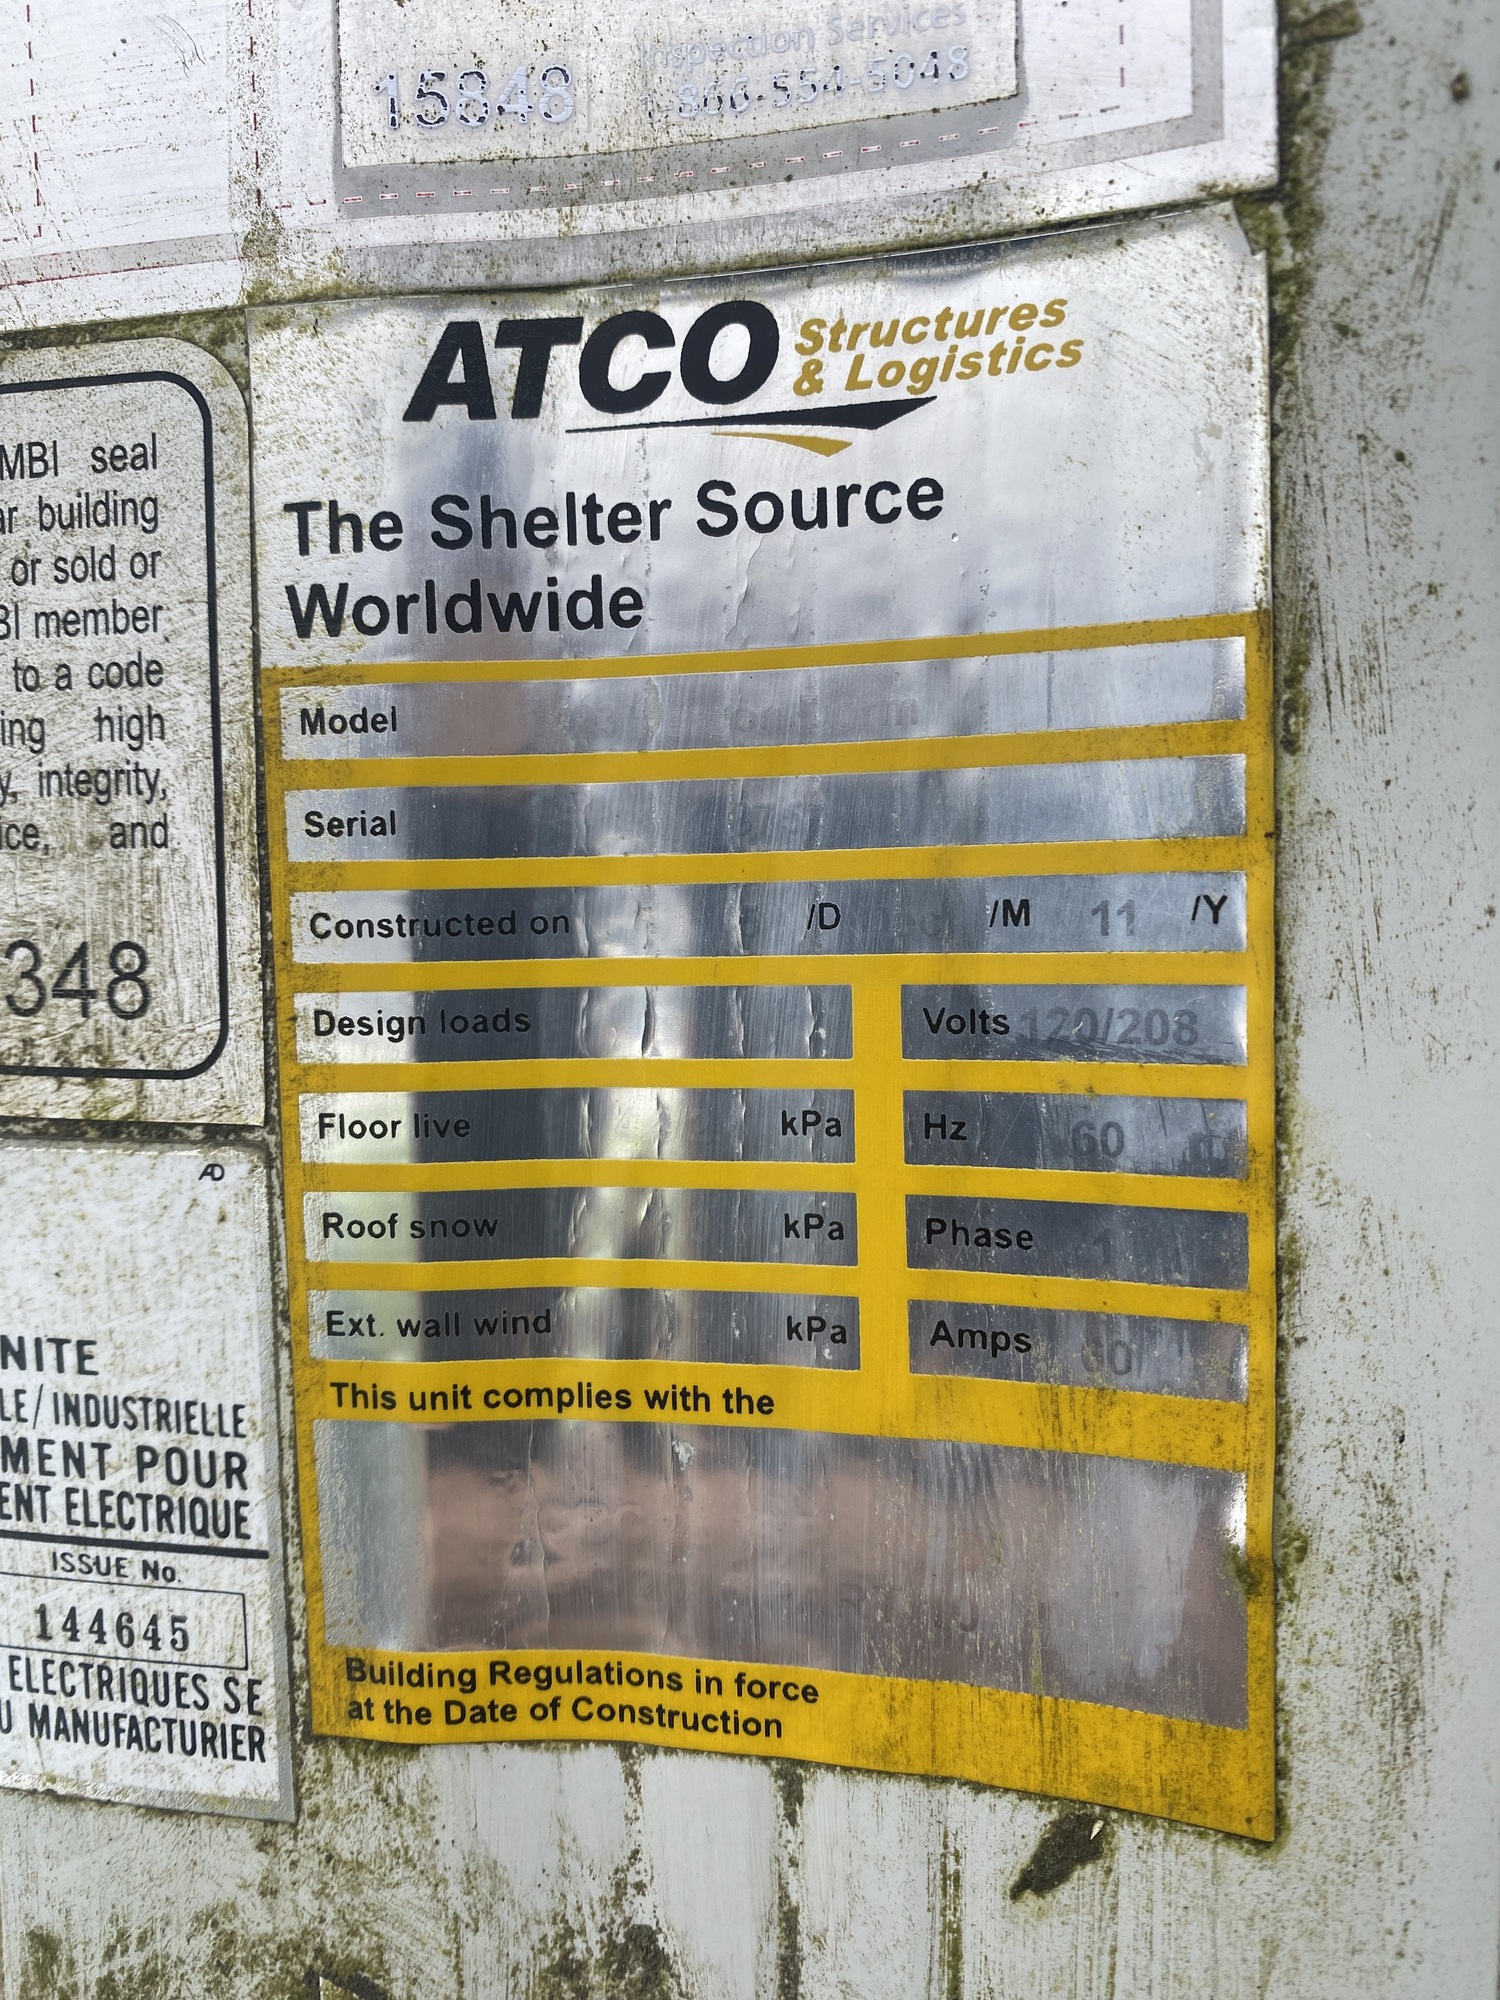 Inspection Services
15848
866-554-5048
MBI seal
building
or sold or
member
to a code
high
integrity,
and
348
NITE
INDUSTRIELLE
MENT POUR
ELECTRIQUE
ISSUE No.
144645
ELECTRIQUES SE
MANUFACTURIER
ATCO Structures
& Logistics
The Shelter Source
Worldwide
Model
Serial
Constructed on /D /M 11 /Y
Design loads
Volts 120/208
Floor live kPa
Hz 60
Roof snow kPa
Phase 1
Ext. wall wind kPa
Amps
This unit complies with the
Building Regulations in force
at the Date of Construction